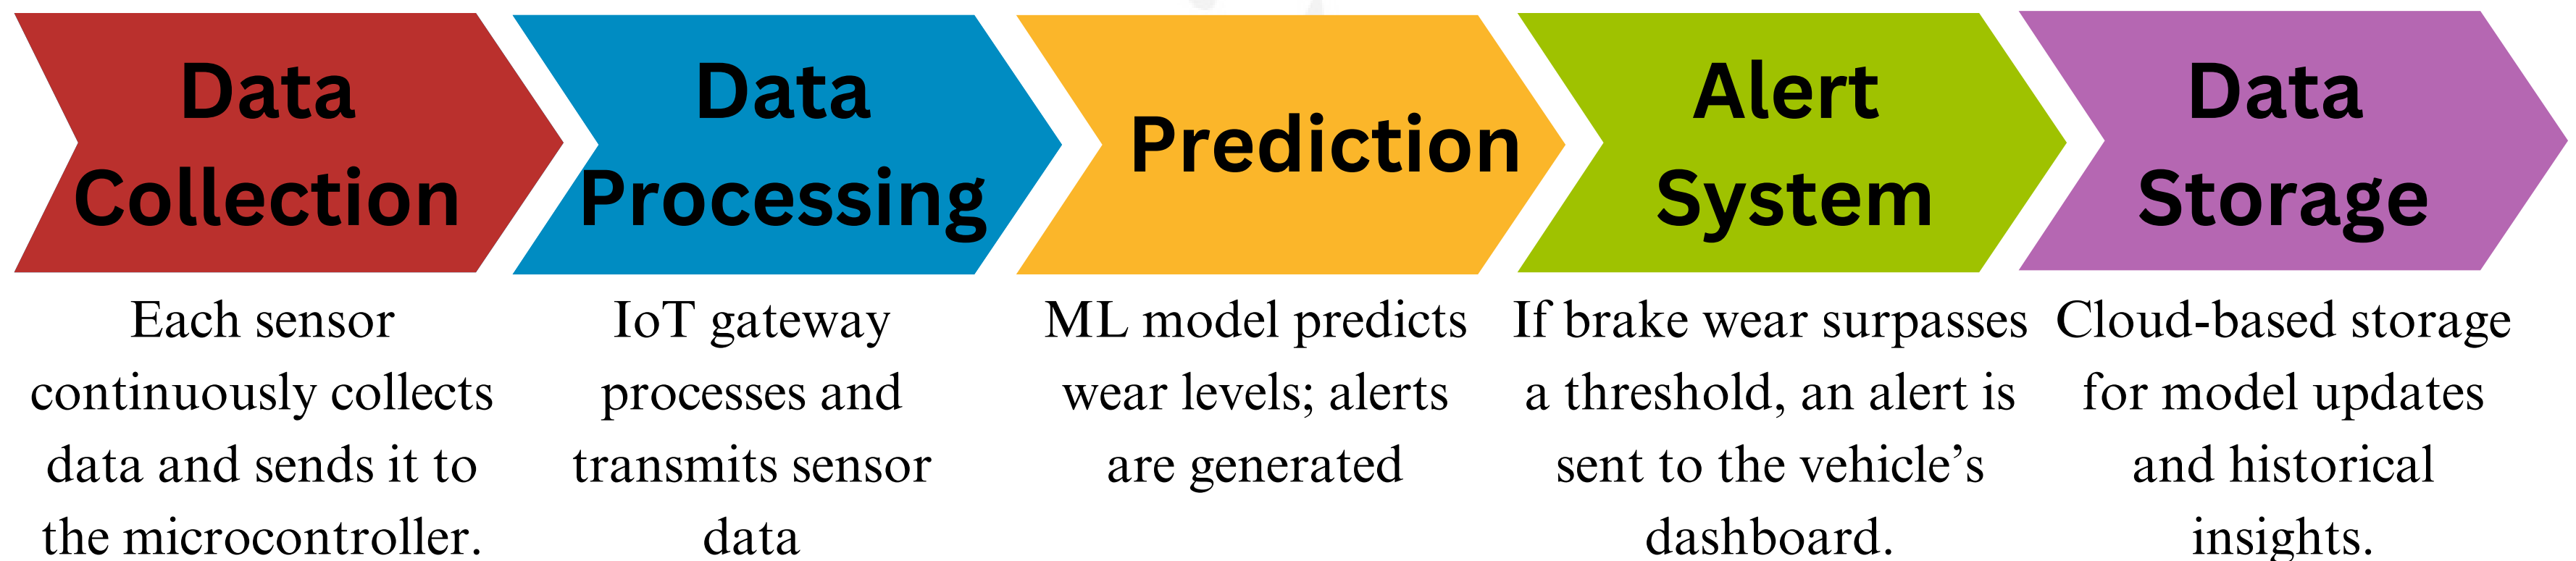 Data
Collection
Data
Processing
Prediction
Alert
System
Data
Storage
Each sensor
continuously collects
data and sends it to
the microcontroller.
IoT gateway
processes and
transmits sensor
data
ML model predicts
wear levels; alerts
are generated
If brake wear surpasses
a threshold, an alert is
sent to the vehicle’s
dashboard.
Cloud-based storage
for model updates
and historical
insights.